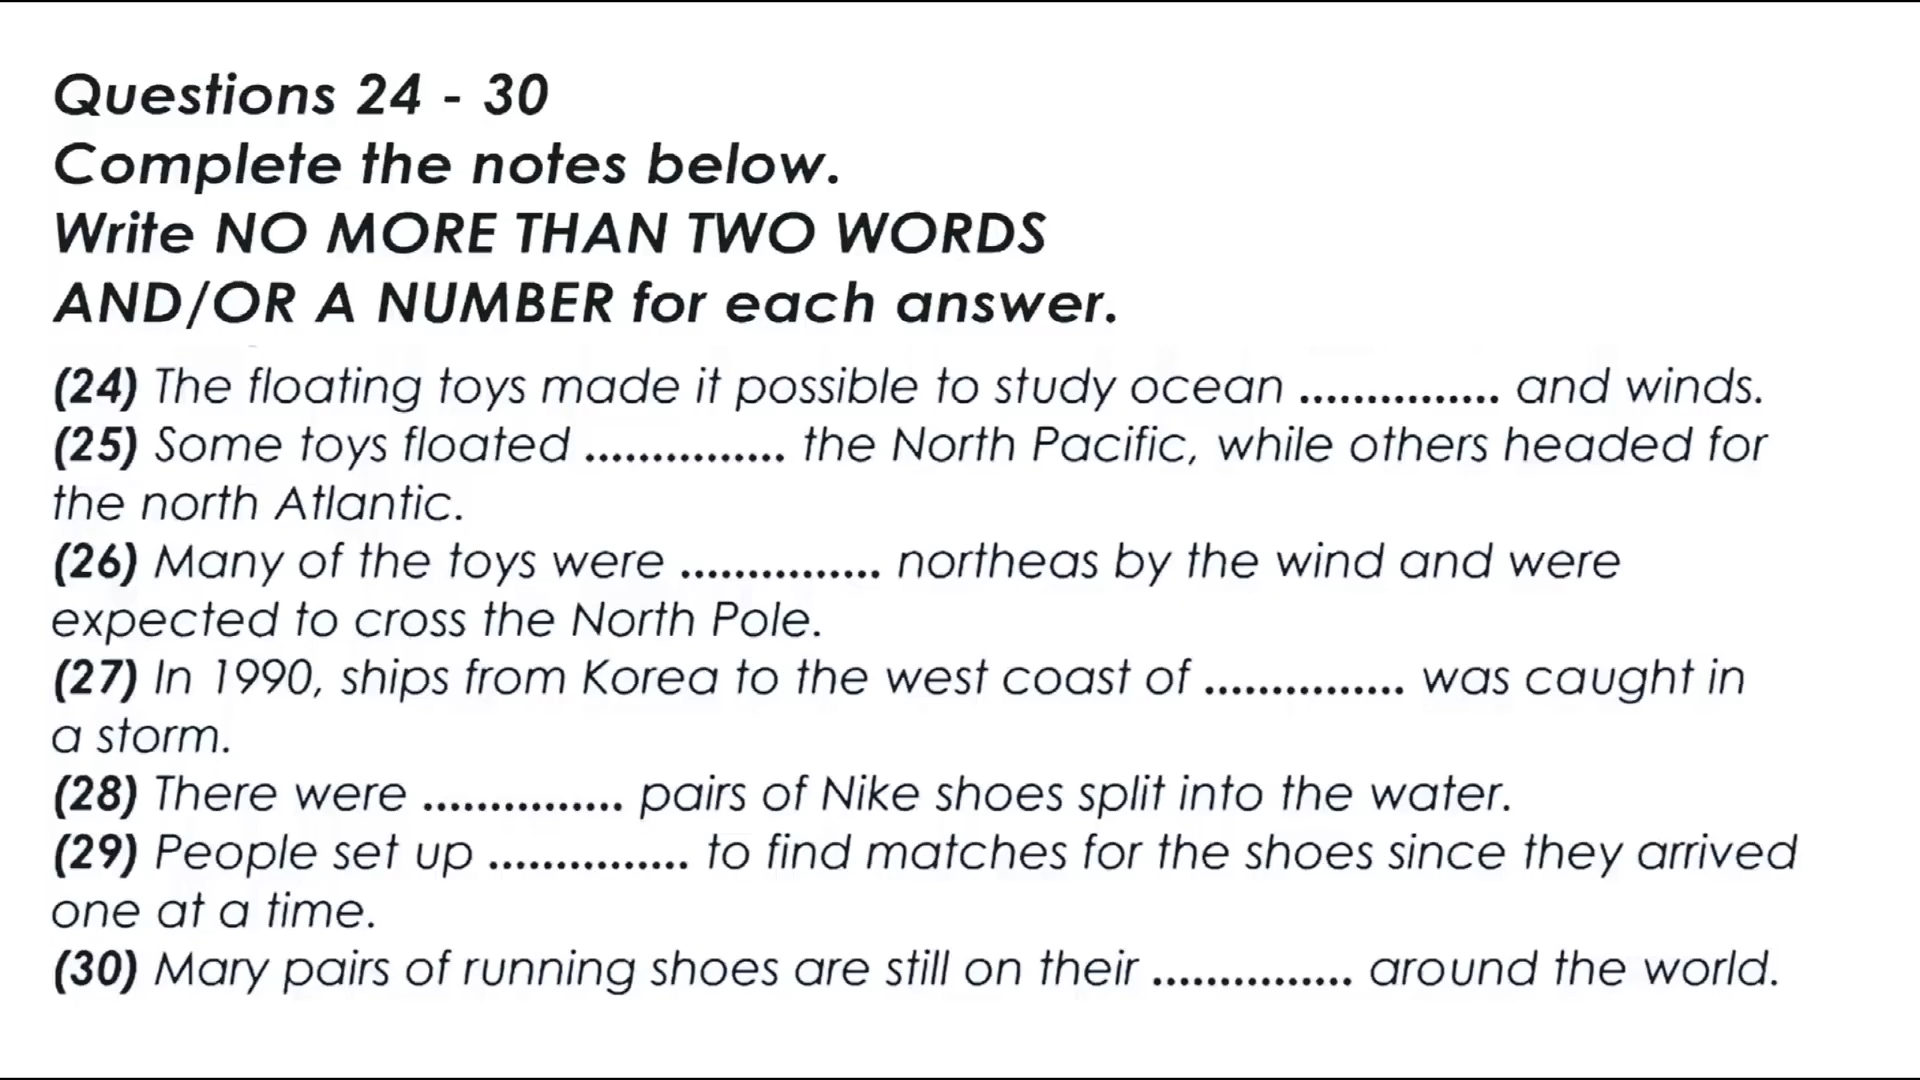 Questions 24 - 30
Complete the notes below.
Write NO MORE THAN TWO WORDS
AND/OR A NUMBER for each answer.
(24) The floating toys made it possible to study ocean ............... and winds.
(25) Some toys floated ............... the North Pacific, while others headed for
the north Atlantic.
(26) Many of the toys were ............... northeas by the wind and were
expected to cross the North Pole.
(27) In 1990, ships from Korea to the west coast of ............... was caught in
a storm.
(28) There were ............... pairs of Nike shoes split into the water.
(29) People set up ............... to find matches for the shoes since they arrived
one at a time.
(30) Mary pairs of running shoes are still on their ............... around the world.